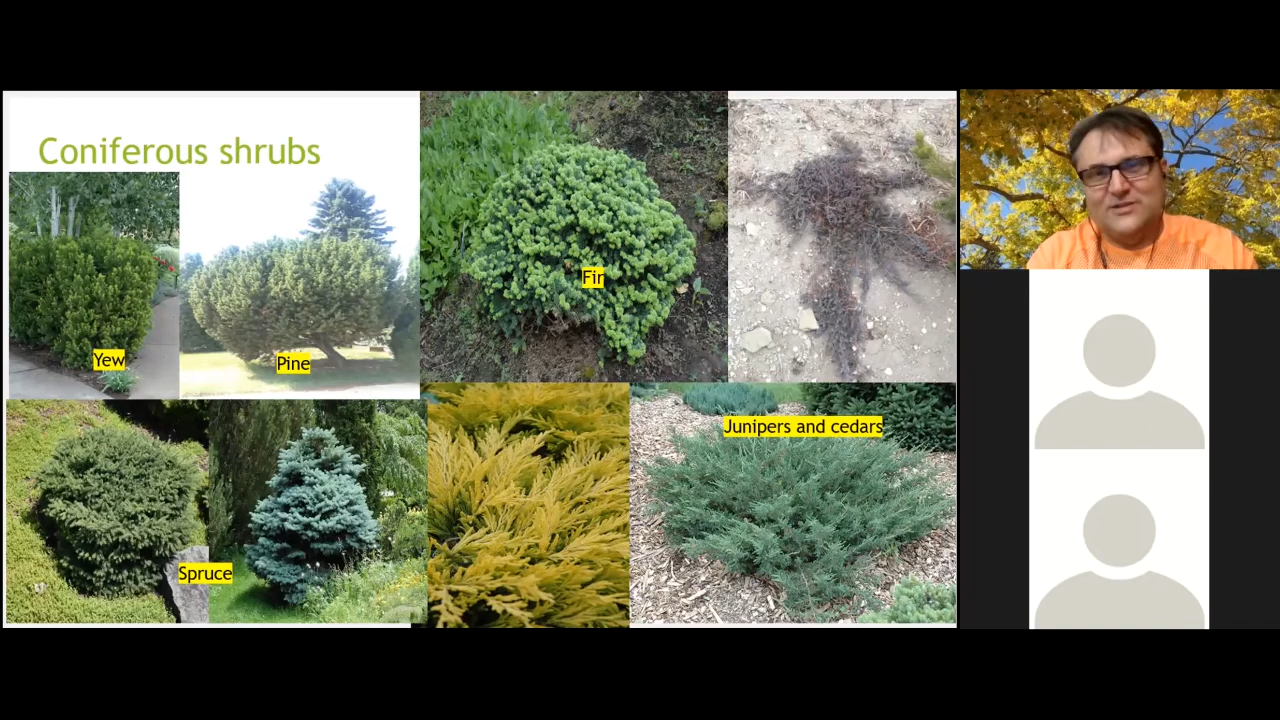 Coniferous shrubs
Yew
Pine
Fir
Spruce
Junipers and cedars